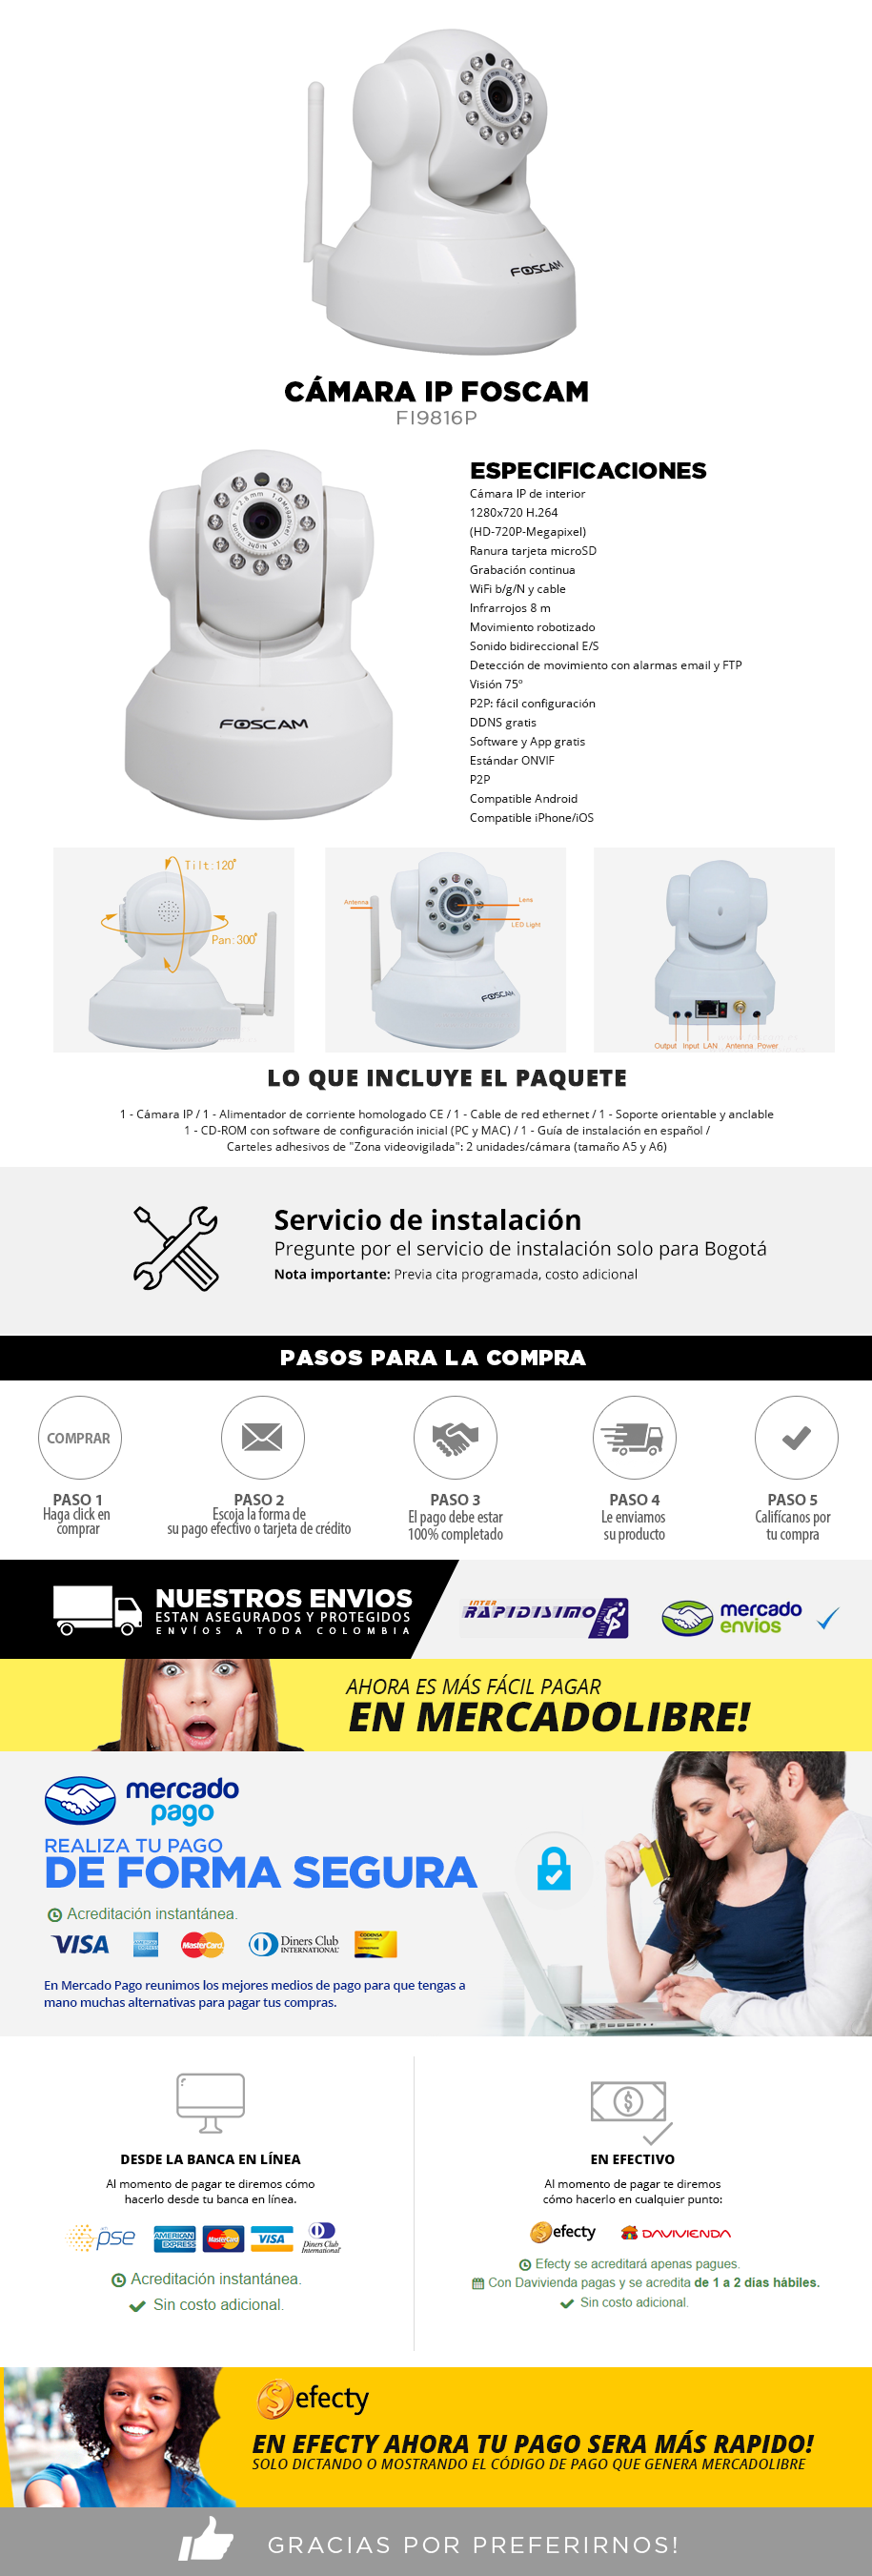 FOSCAM
CÁMARA IP FOSCAM
FI9816P
f=2.8mm 1.0Megapixel IR Night vision
FOSCAM
ESPECIFICACIONES
Cámara IP de interior
1280x720 H.264
(HD-720P-Megapixel)
Ranura tarjeta microSD
Grabación continua
WiFi b/g/N y cable
Infrarrojos 8 m
Movimiento robotizado
Sonido bidireccional E/S
Detección de movimiento con alarmas email y FTP
Visión 75º
P2P: fácil configuración
DDNS gratis
Software y App gratis
Estándar ONVIF
P2P
Compatible Android
Compatible iPhone/iOS
Tilt:120°
Pan:300°
Antenna
Lens
LED Light
FOSCAM
Output Input LAN Antenna Power
LO QUE INCLUYE EL PAQUETE
1 - Cámara IP / 1 - Alimentador de corriente homologado CE / 1 - Cable de red ethernet / 1 - Soporte orientable y anclable
1 - CD-ROM con software de configuración inicial (PC y MAC) / 1 - Guía de instalación en español /
Carteles adhesivos de "Zona videovigilada": 2 unidades/cámara (tamaño A5 y A6)
Servicio de instalación
Pregunte por el servicio de instalación solo para Bogotá
Nota importante: Previa cita programada, costo adicional
PASOS PARA LA COMPRA
COMPRAR
PASO 1
Haga click en
comprar
PASO 2
Escoja la forma de
su pago efectivo o tarjeta de crédito
PASO 3
El pago debe estar
100% completado
PASO 4
Le enviamos
su producto
PASO 5
Califícanos por
tu compra
NUESTROS ENVIOS
ESTAN ASEGURADOS Y PROTEGIDOS
ENVÍOS A TODA COLOMBIA
INTER
RAPIDISIMO
mercado
envios
AHORA ES MÁS FÁCIL PAGAR
EN MERCADOLIBRE!
mercado
pago
REALIZA TU PAGO
DE FORMA SEGURA
Acreditación instantánea.
VISA
AMERICAN EXPRESS
MasterCard
Diners Club
INTERNATIONAL
CODENSA
En Mercado Pago reunimos los mejores medios de pago para que tengas a
mano muchas alternativas para pagar tus compras.
DESDE LA BANCA EN LÍNEA
Al momento de pagar te diremos cómo
hacerlo desde tu banca en línea.
pse
AMERICAN EXPRESS
MasterCard
VISA
Diners Club
International
Acreditación instantánea.
Sin costo adicional.
$
EN EFECTIVO
Al momento de pagar te diremos
cómo hacerlo en cualquier punto:
efecty
DAVIVIENDA
Efecty se acreditará apenas pagues.
Con Davivienda pagas y se acredita de 1 a 2 días hábiles.
Sin costo adicional.
efecty
EN EFECTY AHORA TU PAGO SERA MÁS RAPIDO!
SOLO DICTANDO O MOSTRANDO EL CÓDIGO DE PAGO QUE GENERA MERCADOLIBRE
GRACIAS POR PREFERIRNOS!